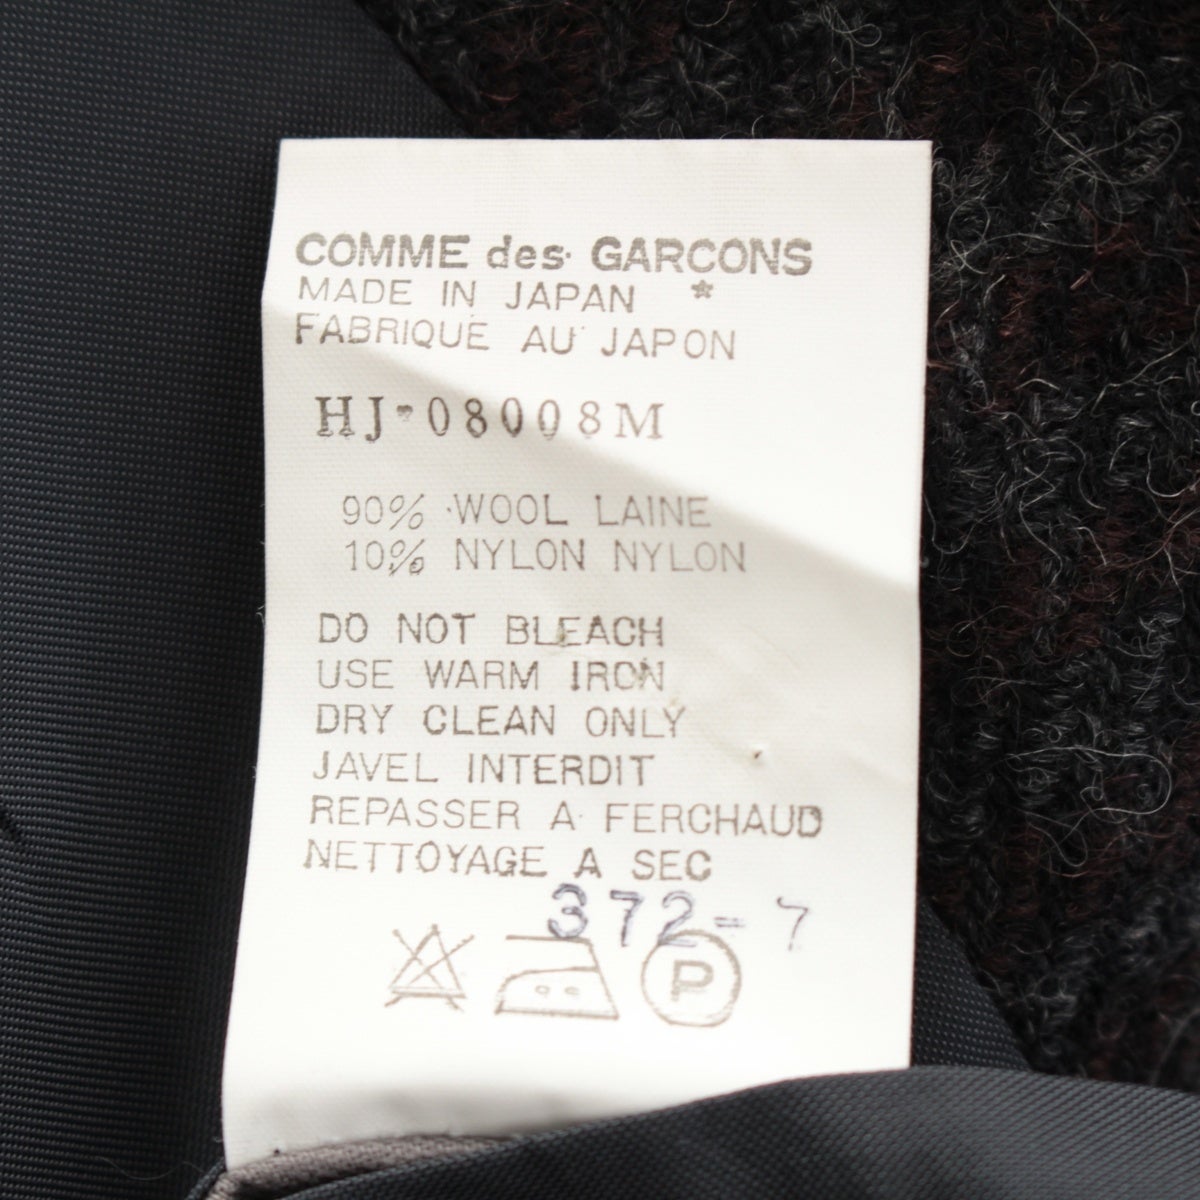 COMME des GARCONS
MADE IN JAPAN *
FABRIQUE AU JAPON
HJ-08008M
90% WOOL LAINE
10% NYLON NYLON
DO NOT BLEACH
USE WARM IRON
DRY CLEAN ONLY
JAVEL INTERDIT
REPASSER A FERCHAUD
NETTOYAGE A SEC
372-7
P